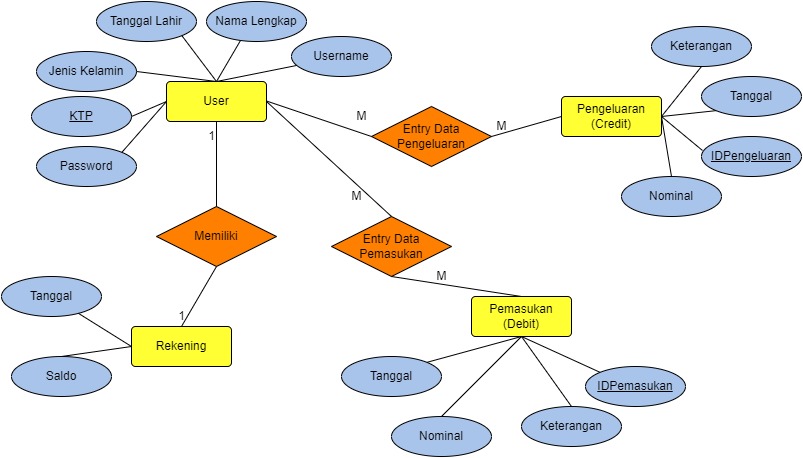 Tanggal Lahir
Nama Lengkap
Username
Jenis Kelamin
KTP
Password
User
M
Entry Data
Pengeluaran
M
Pengeluaran
(Credit)
Keterangan
Tanggal
IDPengeluaran
Nominal
1
Memiliki
1
Rekening
Tanggal
Saldo
M
Entry Data
Pemasukan
M
Pemasukan
(Debit)
Tanggal
IDPemasukan
Nominal
Keterangan